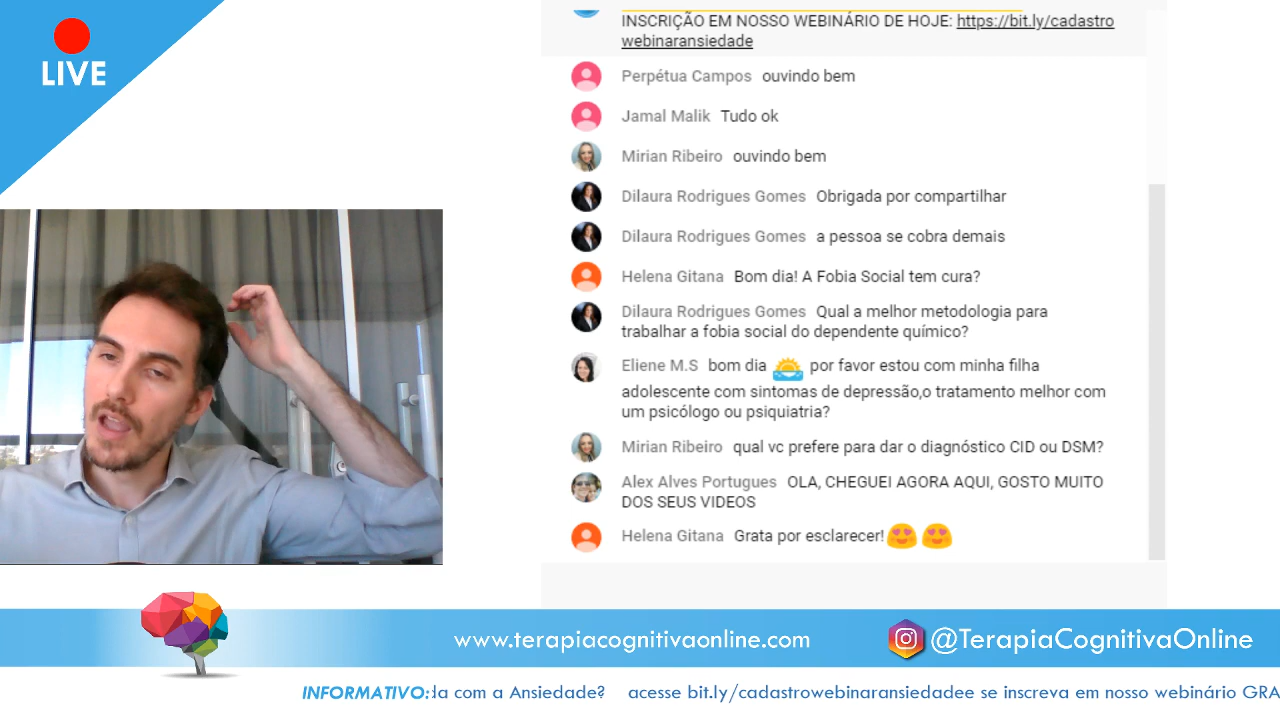 LIVE
INSCRIÇÃO EM NOSSO WEBINÁRIO DE HOJE: https://bit.ly/cadastro
webinaransiedade
Perpétua Campos ouvindo bem
Jamal Malik Tudo ok
Mirian Ribeiro ouvindo bem
Dilaura Rodrigues Gomes Obrigada por compartilhar
Dilaura Rodrigues Gomes a pessoa se cobra demais
Helena Gitana Bom dia! A Fobia Social tem cura?
Dilaura Rodrigues Gomes Qual a melhor metodologia para
trabalhar a fobia social do dependente químico?
Eliene M.S bom dia por favor estou com minha filha
adolescente com sintomas de depressão,o tratamento melhor com
um psicólogo ou psiquiatria?
Mirian Ribeiro qual vc prefere para dar o diagnóstico CID ou DSM?
Alex Alves Portugues OLA, CHEGUEI AGORA AQUI, GOSTO MUITO
DOS SEUS VIDEOS
Helena Gitana Grata por esclarecer!
www.terapiacognitivaonline.com
@TerapiaCognitivaOnline
INFORMATIVO: la com a Ansiedade? acesse bit.ly/cadastrowebinaransiedadee se inscreva em nosso webinário GRA